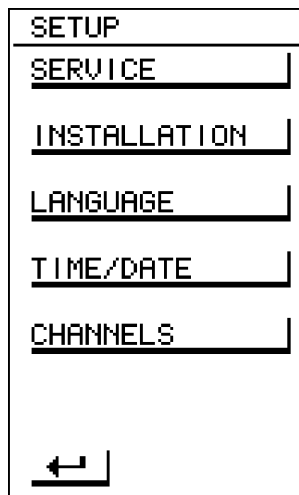 SETUP
SERVICE
INSTALLATION
LANGUAGE
TIME/DATE
CHANNELS